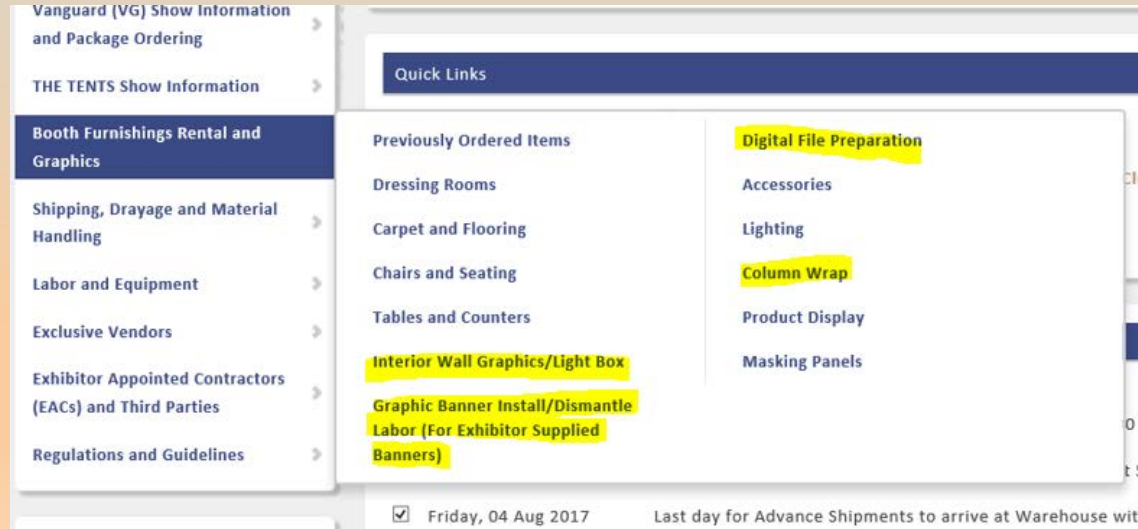 Vanguard (VG) Show Information
and Package Ordering
THE TENTS Show Information
Booth Furnishings Rental and
Graphics
Shipping, Drayage and Material
Handling
Labor and Equipment
Exclusive Vendors
Exhibitor Appointed Contractors
(EACs) and Third Parties
Regulations and Guidelines
Quick Links
Previously Ordered Items
Dressing Rooms
Carpet and Flooring
Chairs and Seating
Tables and Counters
Interior Wall Graphics/Light Box
Graphic Banner Install/Dismantle
Labor (For Exhibitor Supplied
Banners)
Digital File Preparation
Accessories
Lighting
Column Wrap
Product Display
Masking Panels
Friday, 04 Aug 2017 Last day for Advance Shipments to arrive at Warehouse wit